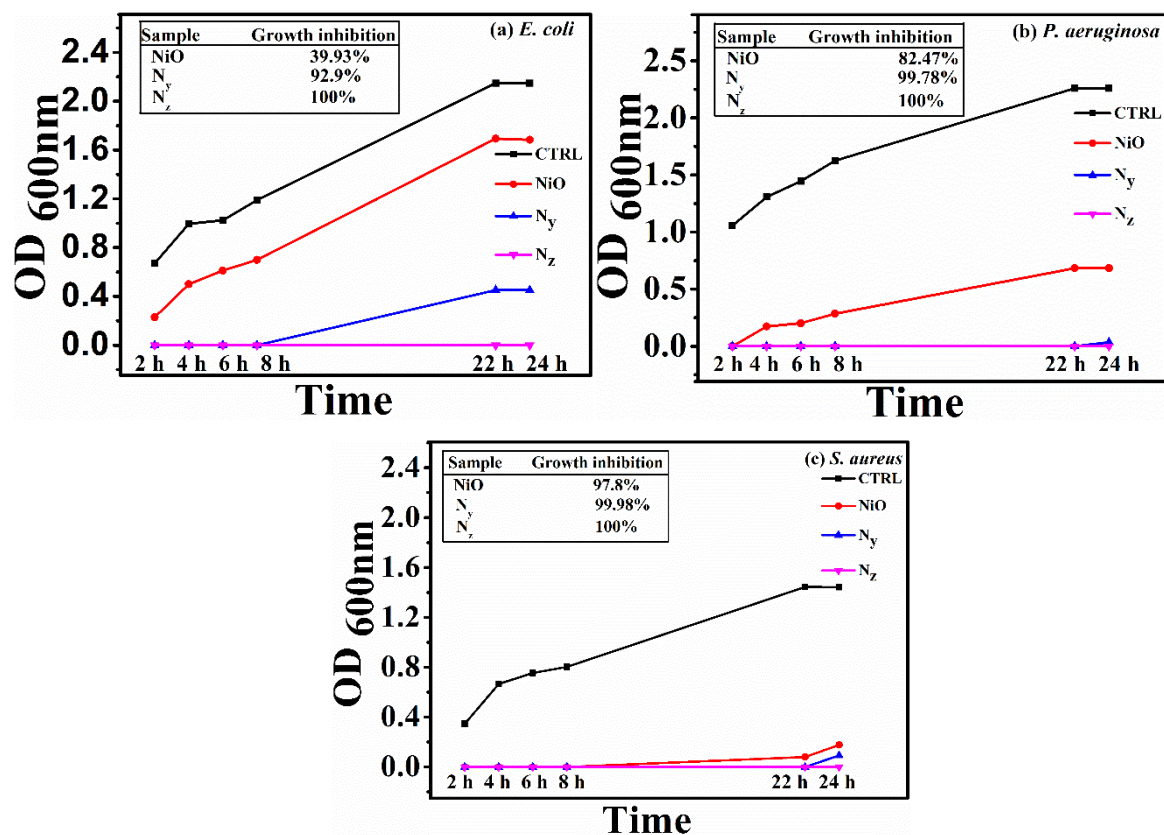 (a) E. coli
Sample Growth inhibition
NiO 39.93%
Ny 92.9%
Nz 100%
2.4
2.0
1.6
1.2
0.8
0.4
0.0
OD 600nm
CTRL
NiO
Ny
Nz
2 h 4 h 6 h 8 h 22 h 24 h
Time
(b) P. aeruginosa
Sample Growth inhibition
NiO 82.47%
Ny 99.78%
Nz 100%
2.5
2.0
1.5
1.0
0.5
0.0
OD 600nm
CTRL
NiO
Ny
Nz
2 h 4 h 6 h 8 h 22 h 24 h
Time
(c) S. aureus
Sample Growth inhibition
NiO 97.8%
Ny 99.98%
Nz 100%
2.4
2.0
1.6
1.2
0.8
0.4
0.0
OD 600nm
CTRL
NiO
Ny
Nz
2 h 4 h 6 h 8 h 22 h 24 h
Time